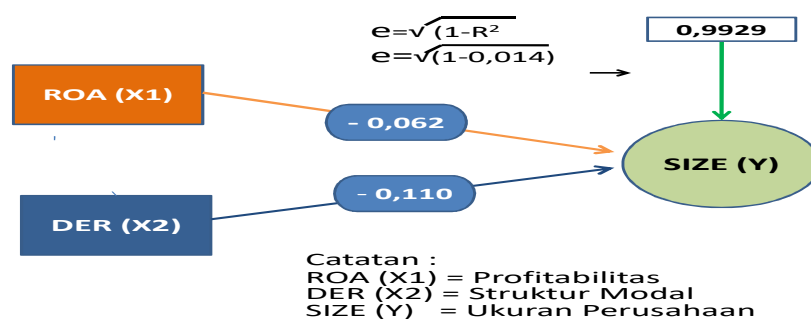 e=√(1-R²
e=√(1-0,014)
0,9929
ROA (X1)
– 0,062
SIZE (Y)
– 0,110
DER (X2)
Catatan :
ROA (X1) = Profitabilitas
DER (X2) = Struktur Modal
SIZE (Y) = Ukuran Perusahaan